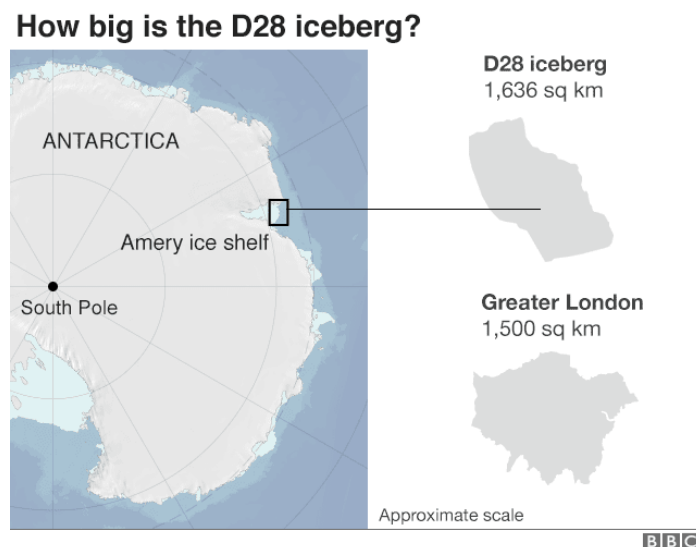 How big is the D28 iceberg?
ANTARCTICA
Amery ice shelf
South Pole
D28 iceberg
1,636 sq km
Greater London
1,500 sq km
Approximate scale
BBC